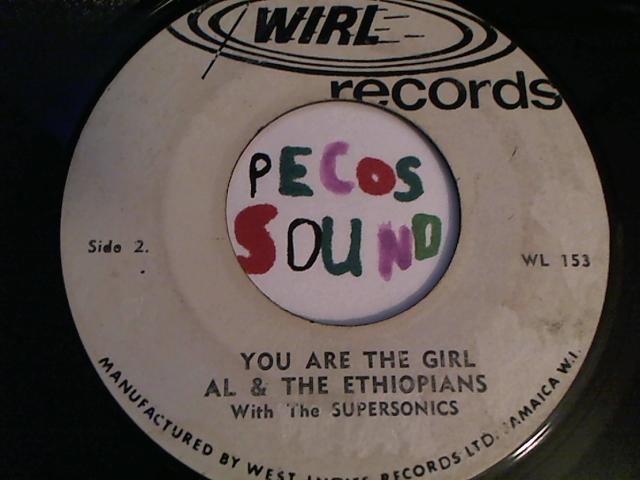 WIRL
records
PECOS
SOUND
Side 2.
WL 153
YOU ARE THE GIRL
AL & THE ETHIOPIANS
With The SUPERSONICS
MANUFACTURED BY WEST INDIES RECORDS LTD. JAMAICA W.I.